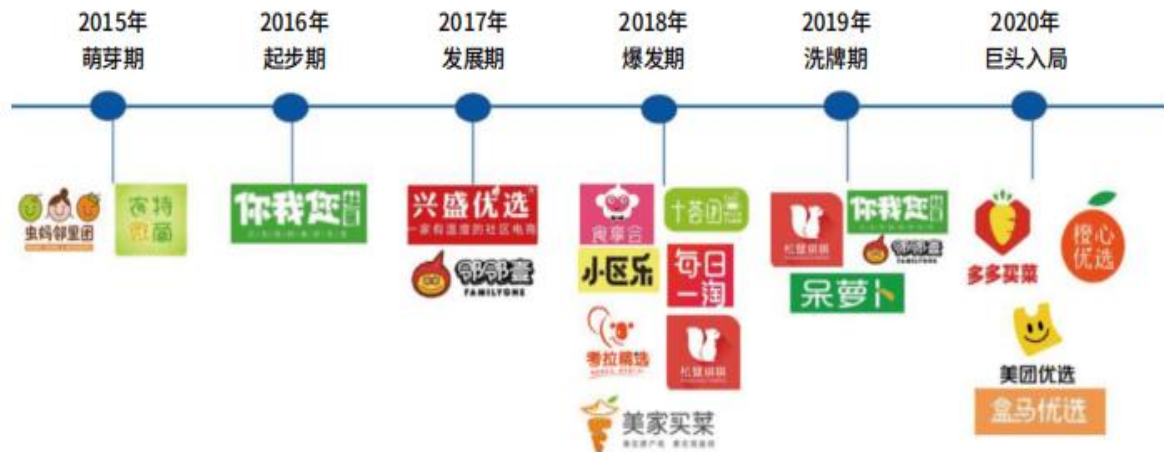 2015年
萌芽期
2016年
起步期
2017年
发展期
2018年
爆发期
2019年
洗牌期
2020年
巨头入局
虫妈邻里团
你我您
社区
兴盛优选
一家有温度的社区电商
邻邻壹
FAMILYONE
食享会
十荟团
小区乐
每日
一淘
考拉精选
松鼠拼拼
美家买菜
松鼠拼拼
你我您
社区
邻邻壹
FAMILYONE
呆萝卜
多多买菜
橙心
优选
美团优选
盒马优选